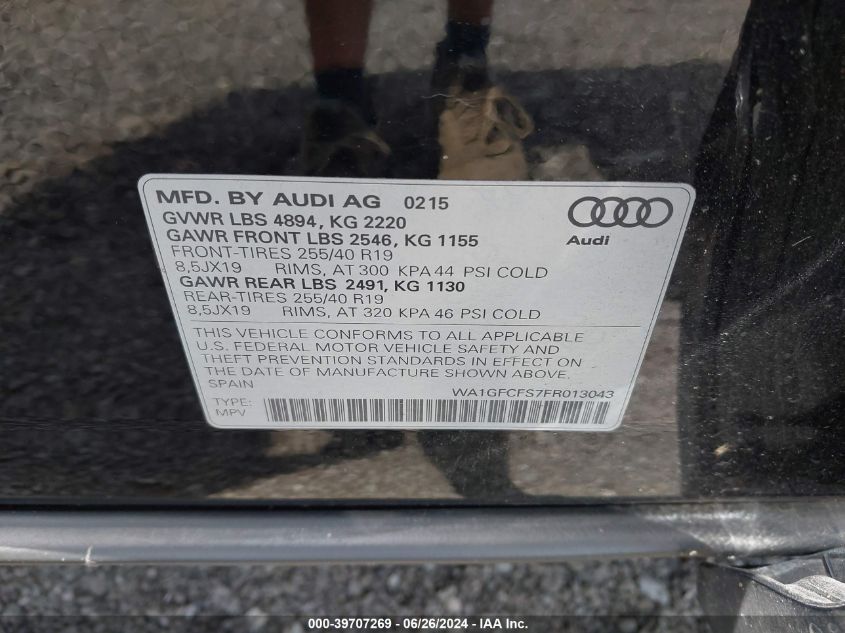 MFD. BY AUDI AG 0215
GVWR LBS 4894, KG 2220
GAWR FRONT LBS 2546, KG 1155
FRONT-TIRES 255/40 R19
8,5JX19 RIMS, AT 300 KPA 44 PSI COLD
GAWR REAR LBS 2491, KG 1130
REAR-TIRES 255/40 R19
8,5JX19 RIMS, AT 320 KPA 46 PSI COLD
Audi
THIS VEHICLE CONFORMS TO ALL APPLICABLE
U.S. FEDERAL MOTOR VEHICLE SAFETY AND
THEFT PREVENTION STANDARDS IN EFFECT ON
THE DATE OF MANUFACTURE SHOWN ABOVE.
SPAIN
WA1GFCFS7FR013043
TYPE:
MPV
000-39707269 - 06/26/2024 - IAA Inc.